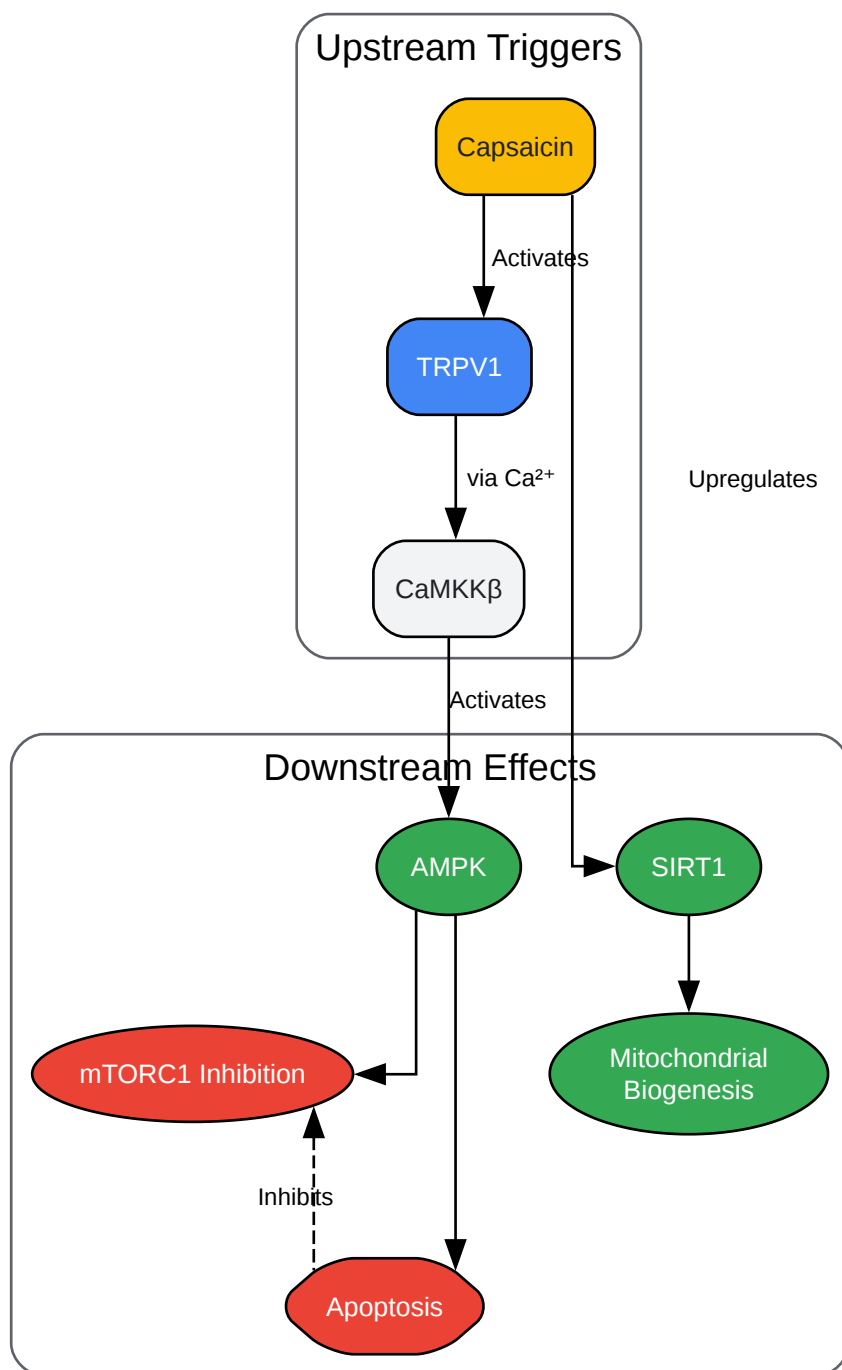 Upstream Triggers
Capsaicin
Activates
TRPV1
via Ca²⁺
Upregulates
CaMKKβ
Activates
Downstream Effects
AMPK
SIRT1
mTORC1 Inhibition
Mitochondrial
Biogenesis
Inhibits
Apoptosis